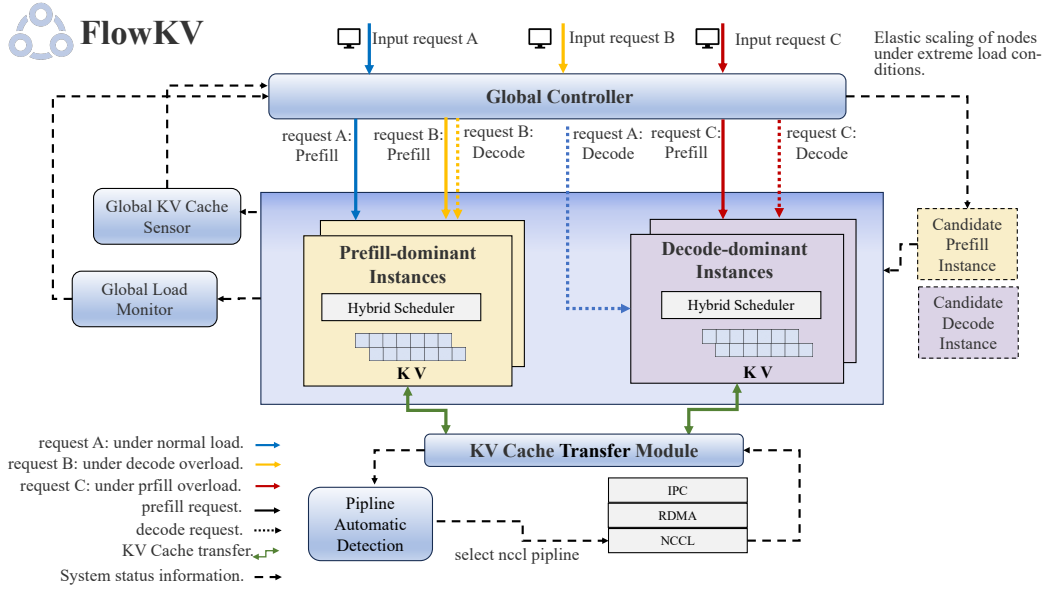 FlowKV
Input request A
Input request B
Input request C
Elastic scaling of nodes
under extreme load con-
ditions.
Global Controller
request A:
Prefill
request B:
Prefill
request B:
Decode
request A:
Decode
request C:
Prefill
request C:
Decode
Global KV Cache
Sensor
Global Load
Monitor
Prefill-dominant
Instances
Hybrid Scheduler
K V
Decode-dominant
Instances
Hybrid Scheduler
K V
Candidate
Prefill
Instance
Candidate
Decode
Instance
KV Cache Transfer Module
request A: under normal load.
request B: under decode overload.
request C: under prfill overload.
prefill request.
decode request.
KV Cache transfer.
System status information.
Pipline
Automatic
Detection
select nccl pipline
IPC
RDMA
NCCL